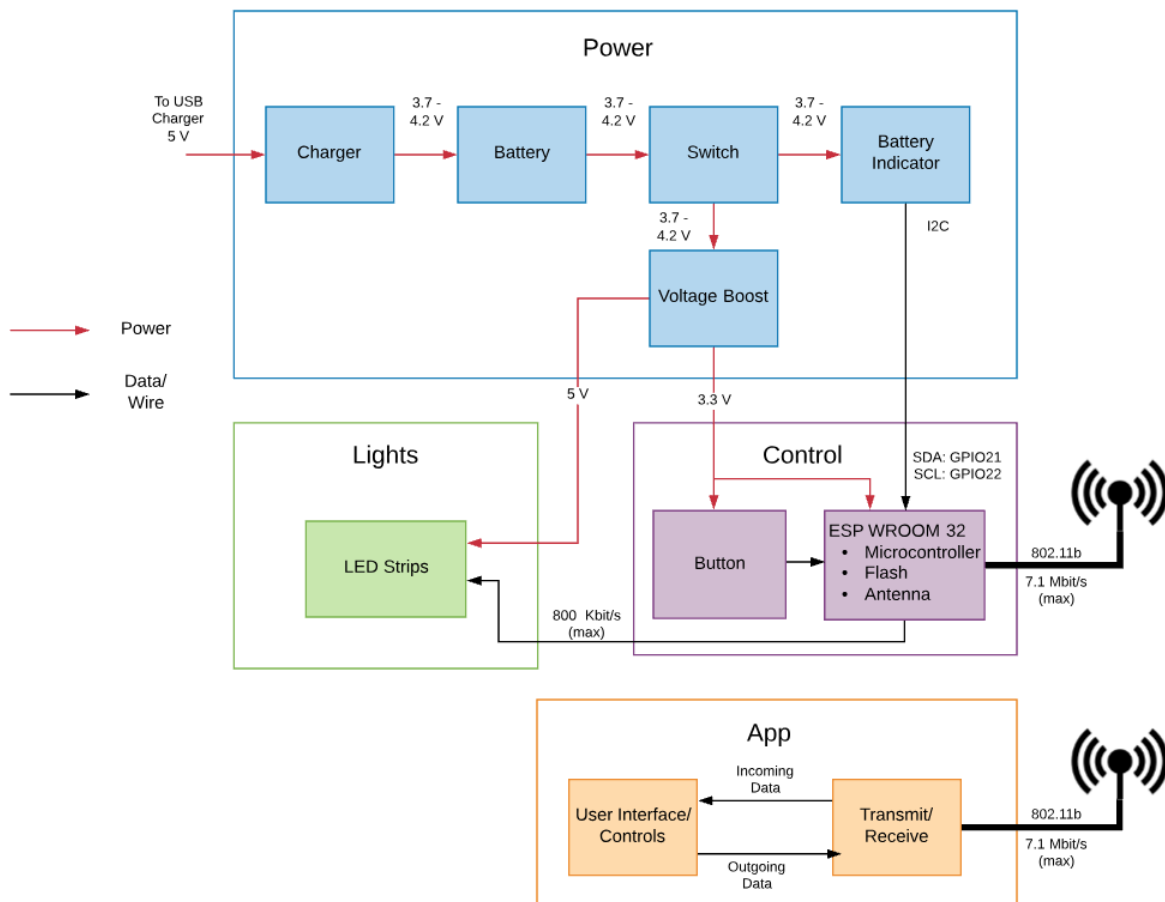 Power
To USB
Charger
5 V
Charger
3.7 -
4.2 V
Battery
3.7 -
4.2 V
Switch
3.7 -
4.2 V
Battery
Indicator
3.7 -
4.2 V
I2C
Voltage Boost
Power
Data/
Wire
5 V
3.3 V
Lights
LED Strips
Control
SDA: GPIO21
SCL: GPIO22
Button
ESP WROOM 32
• Microcontroller
• Flash
• Antenna
802.11b
7.1 Mbit/s
(max)
800 Kbit/s
(max)
App
User Interface/
Controls
Incoming
Data
Outgoing
Data
Transmit/
Receive
802.11b
7.1 Mbit/s
(max)